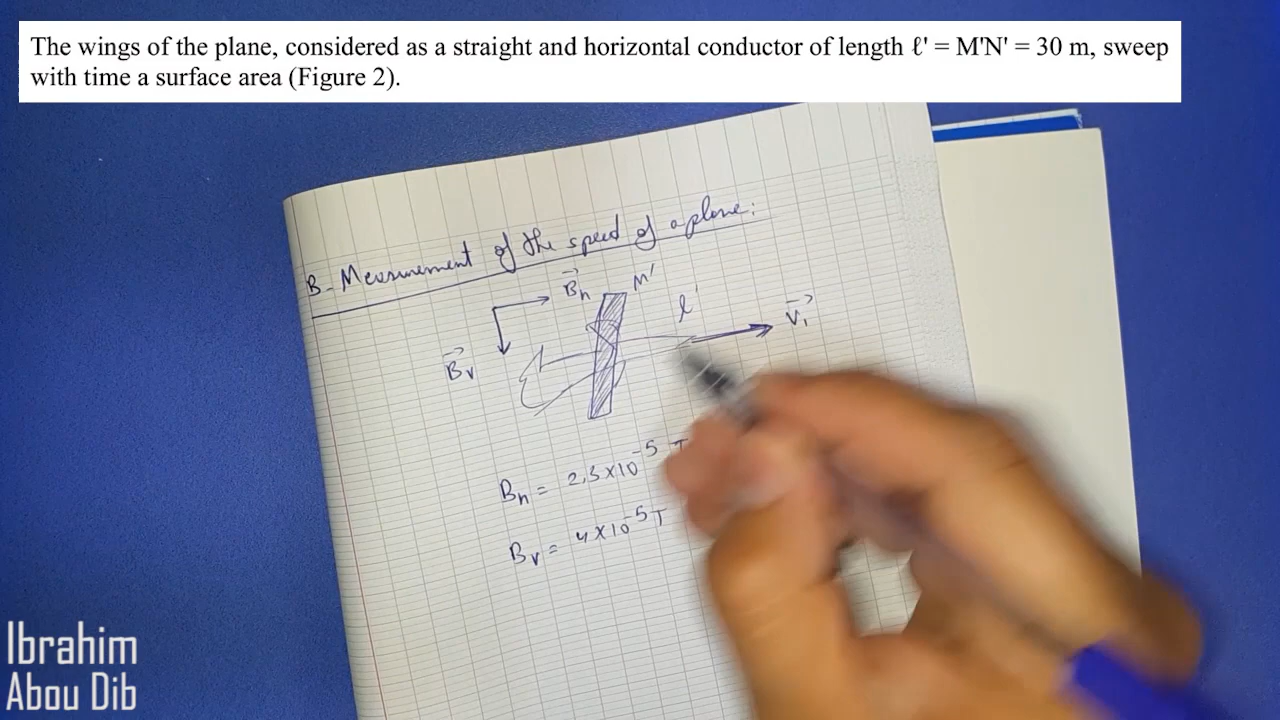 The wings of the plane, considered as a straight and horizontal conductor of length ℓ' = M'N' = 30 m, sweep
with time a surface area (Figure 2).
B- Measurement of the speed of a plane:
B⃗h
M'
ℓ'
V⃗1
B⃗v
Bh = 2,3×10⁻⁵ T
Bv = 4×10⁻⁵ T
Ibrahim
Abou Dib